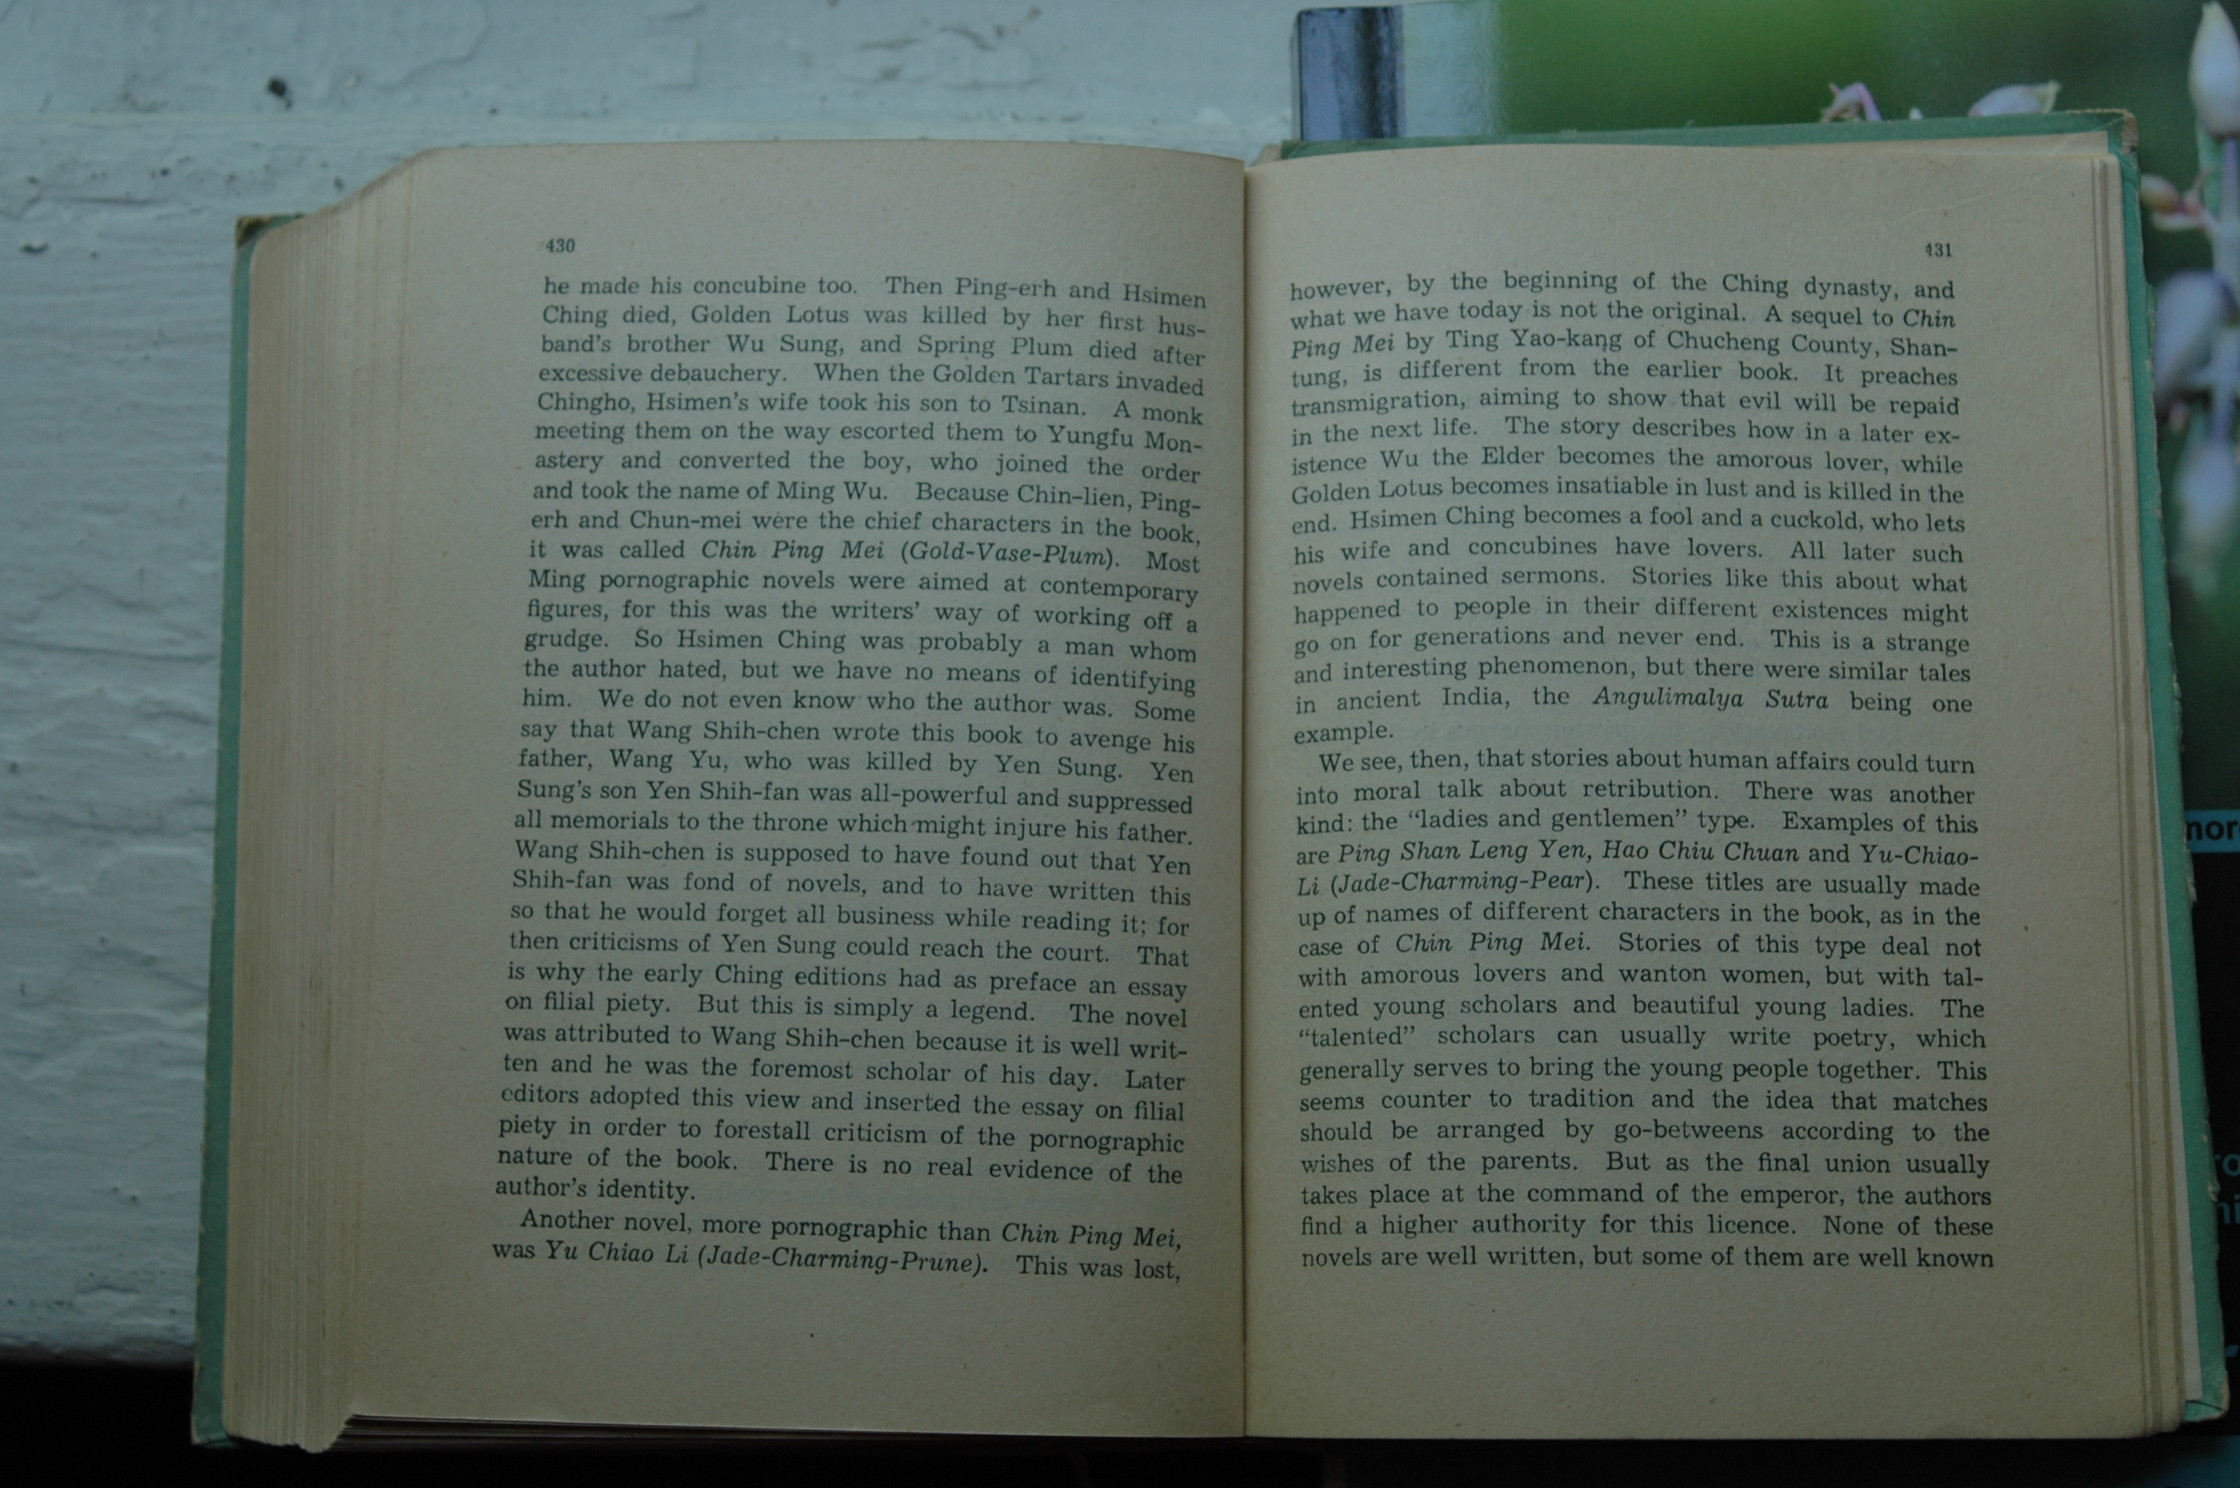 430
he made his concubine too. Then Ping-erh and Hsimen
Ching died, Golden Lotus was killed by her first hus-
band's brother Wu Sung, and Spring Plum died after
excessive debauchery. When the Golden Tartars invaded
Chingho, Hsimen's wife took his son to Tsinan. A monk
meeting them on the way escorted them to Yungfu Mon-
astery and converted the boy, who joined the order
and took the name of Ming Wu. Because Chin-lien, Ping-
erh and Chun-mei were the chief characters in the book,
it was called Chin Ping Mei (Gold-Vase-Plum). Most
Ming pornographic novels were aimed at contemporary
figures, for this was the writers' way of working off a
grudge. So Hsimen Ching was probably a man whom
the author hated, but we have no means of identifying
him. We do not even know who the author was. Some
say that Wang Shih-chen wrote this book to avenge his
father, Wang Yu, who was killed by Yen Sung. Yen
Sung's son Yen Shih-fan was all-powerful and suppressed
all memorials to the throne which might injure his father.
Wang Shih-chen is supposed to have found out that Yen
Shih-fan was fond of novels, and to have written this
so that he would forget all business while reading it; for
then criticisms of Yen Sung could reach the court. That
is why the early Ching editions had as preface an essay
on filial piety. But this is simply a legend. The novel
was attributed to Wang Shih-chen because it is well writ-
ten and he was the foremost scholar of his day. Later
editors adopted this view and inserted the essay on filial
piety in order to forestall criticism of the pornographic
nature of the book. There is no real evidence of the
author's identity.
Another novel, more pornographic than Chin Ping Mei,
was Yu Chiao Li (Jade-Charming-Prune). This was lost,
431
however, by the beginning of the Ching dynasty, and
what we have today is not the original. A sequel to Chin
Ping Mei by Ting Yao-kang of Chucheng County, Shan-
tung, is different from the earlier book. It preaches
transmigration, aiming to show that evil will be repaid
in the next life. The story describes how in a later ex-
istence Wu the Elder becomes the amorous lover, while
Golden Lotus becomes insatiable in lust and is killed in the
end. Hsimen Ching becomes a fool and a cuckold, who lets
his wife and concubines have lovers. All later such
novels contained sermons. Stories like this about what
happened to people in their different existences might
go on for generations and never end. This is a strange
and interesting phenomenon, but there were similar tales
in ancient India, the Angulimalya Sutra being one
example.
We see, then, that stories about human affairs could turn
into moral talk about retribution. There was another
kind: the “ladies and gentlemen” type. Examples of this
are Ping Shan Leng Yen, Hao Chiu Chuan and Yu-Chiao-
Li (Jade-Charming-Pear). These titles are usually made
up of names of different characters in the book, as in the
case of Chin Ping Mei. Stories of this type deal not
with amorous lovers and wanton women, but with tal-
ented young scholars and beautiful young ladies. The
“talented” scholars can usually write poetry, which
generally serves to bring the young people together. This
seems counter to tradition and the idea that matches
should be arranged by go-betweens according to the
wishes of the parents. But as the final union usually
takes place at the command of the emperor, the authors
find a higher authority for this licence. None of these
novels are well written, but some of them are well known